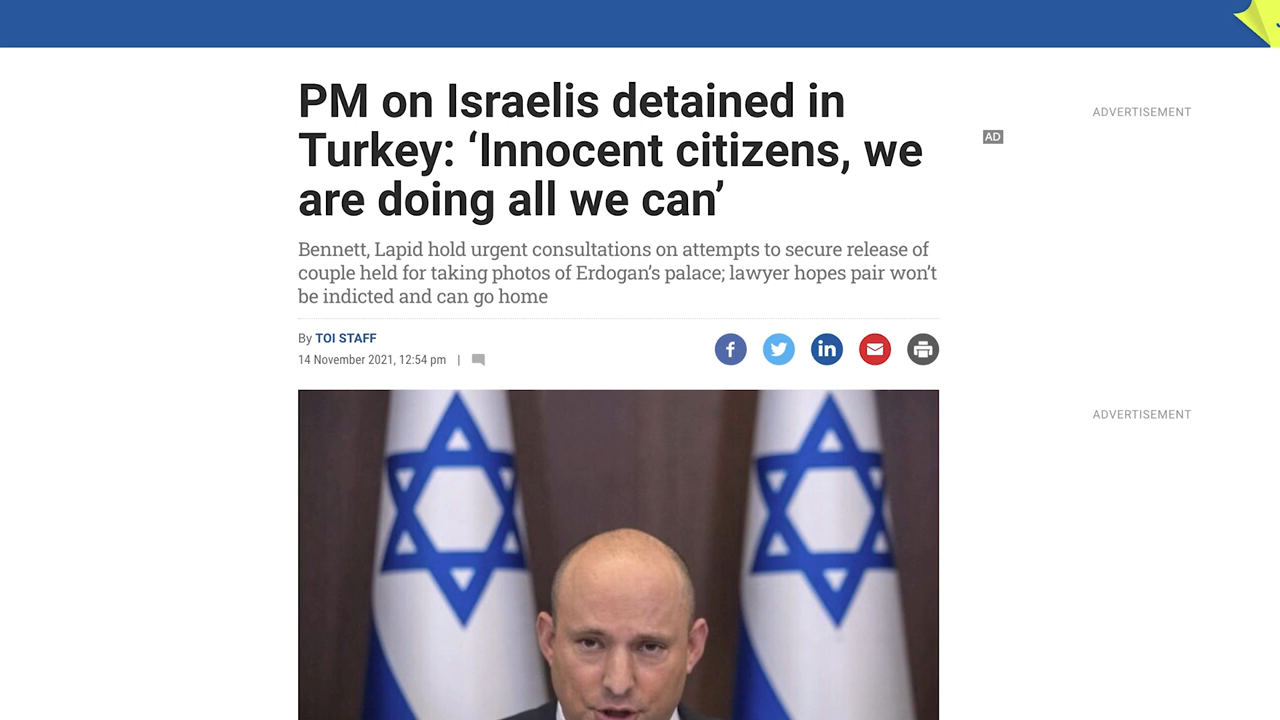 PM on Israelis detained in
Turkey: ‘Innocent citizens, we
are doing all we can’
Bennett, Lapid hold urgent consultations on attempts to secure release of
couple held for taking photos of Erdogan’s palace; lawyer hopes pair won’t
be indicted and can go home
By TOI STAFF
14 November 2021, 12:54 pm |
f
in
AD
ADVERTISEMENT
ADVERTISEMENT